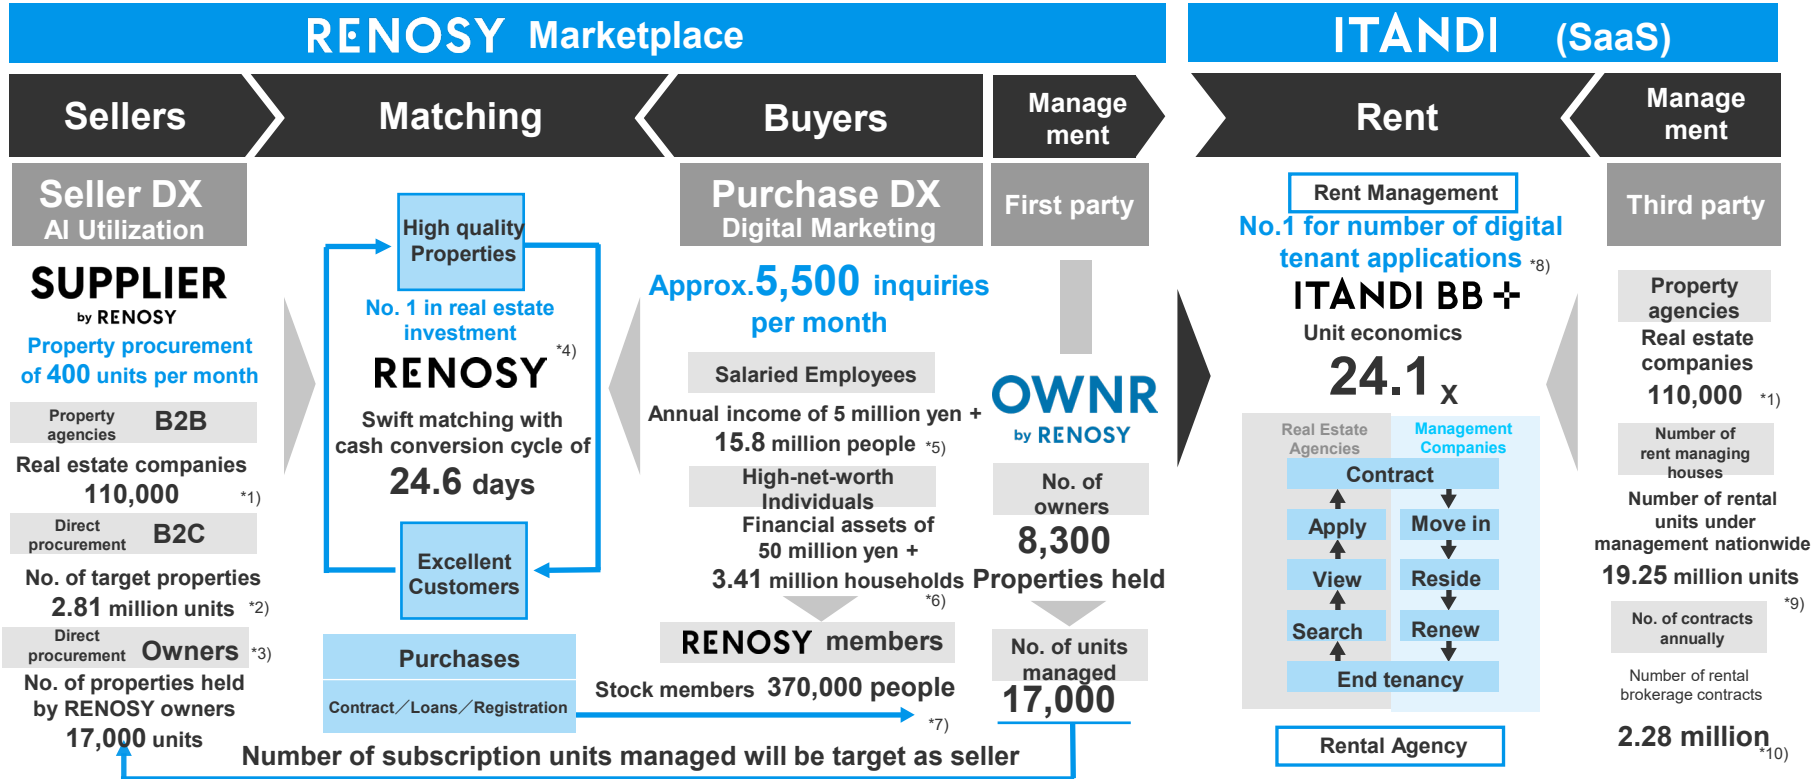 RENOSY Marketplace
ITANDI (SaaS)
Sellers
Matching
Buyers
Manage
ment
Rent
Manage
ment
Seller DX
AI Utilization
SUPPLIER
by RENOSY
Property procurement
of 400 units per month
Property
agencies
B2B
Real estate companies
110,000 *1)
Direct
procurement
B2C
No. of target properties
2.81 million units *2)
Direct
procurement
Owners *3)
No. of properties held
by RENOSY owners
17,000 units
High quality
Properties
No. 1 in real estate
investment
RENOSY *4)
Swift matching with
cash conversion cycle of
24.6 days
Excellent
Customers
Purchases
Contract／Loans／Registration
Purchase DX
Digital Marketing
Approx.5,500 inquiries
per month
Salaried Employees
Annual income of 5 million yen +
15.8 million people *5)
High-net-worth
Individuals
Financial assets of
50 million yen +
3.41 million households
*6)
RENOSY members
Stock members 370,000 people
*7)
First party
OWNR
by RENOSY
No. of
owners
8,300
Properties held
No. of units
managed
17,000
Number of subscription units managed will be target as seller
Rent Management
No.1 for number of digital
tenant applications *8)
ITANDI BB +
Unit economics
24.1 x
Real Estate
Agencies
Management
Companies
Contract
Apply
Move in
View
Reside
Search
Renew
End tenancy
Rental Agency
Third party
Property
agencies
Real estate
companies
110,000 *1)
Number of
rent managing
houses
Number of rental
units under
management nationwide
19.25 million units
*9)
No. of contracts
annually
Number of rental
brokerage contracts
2.28 million
*10)